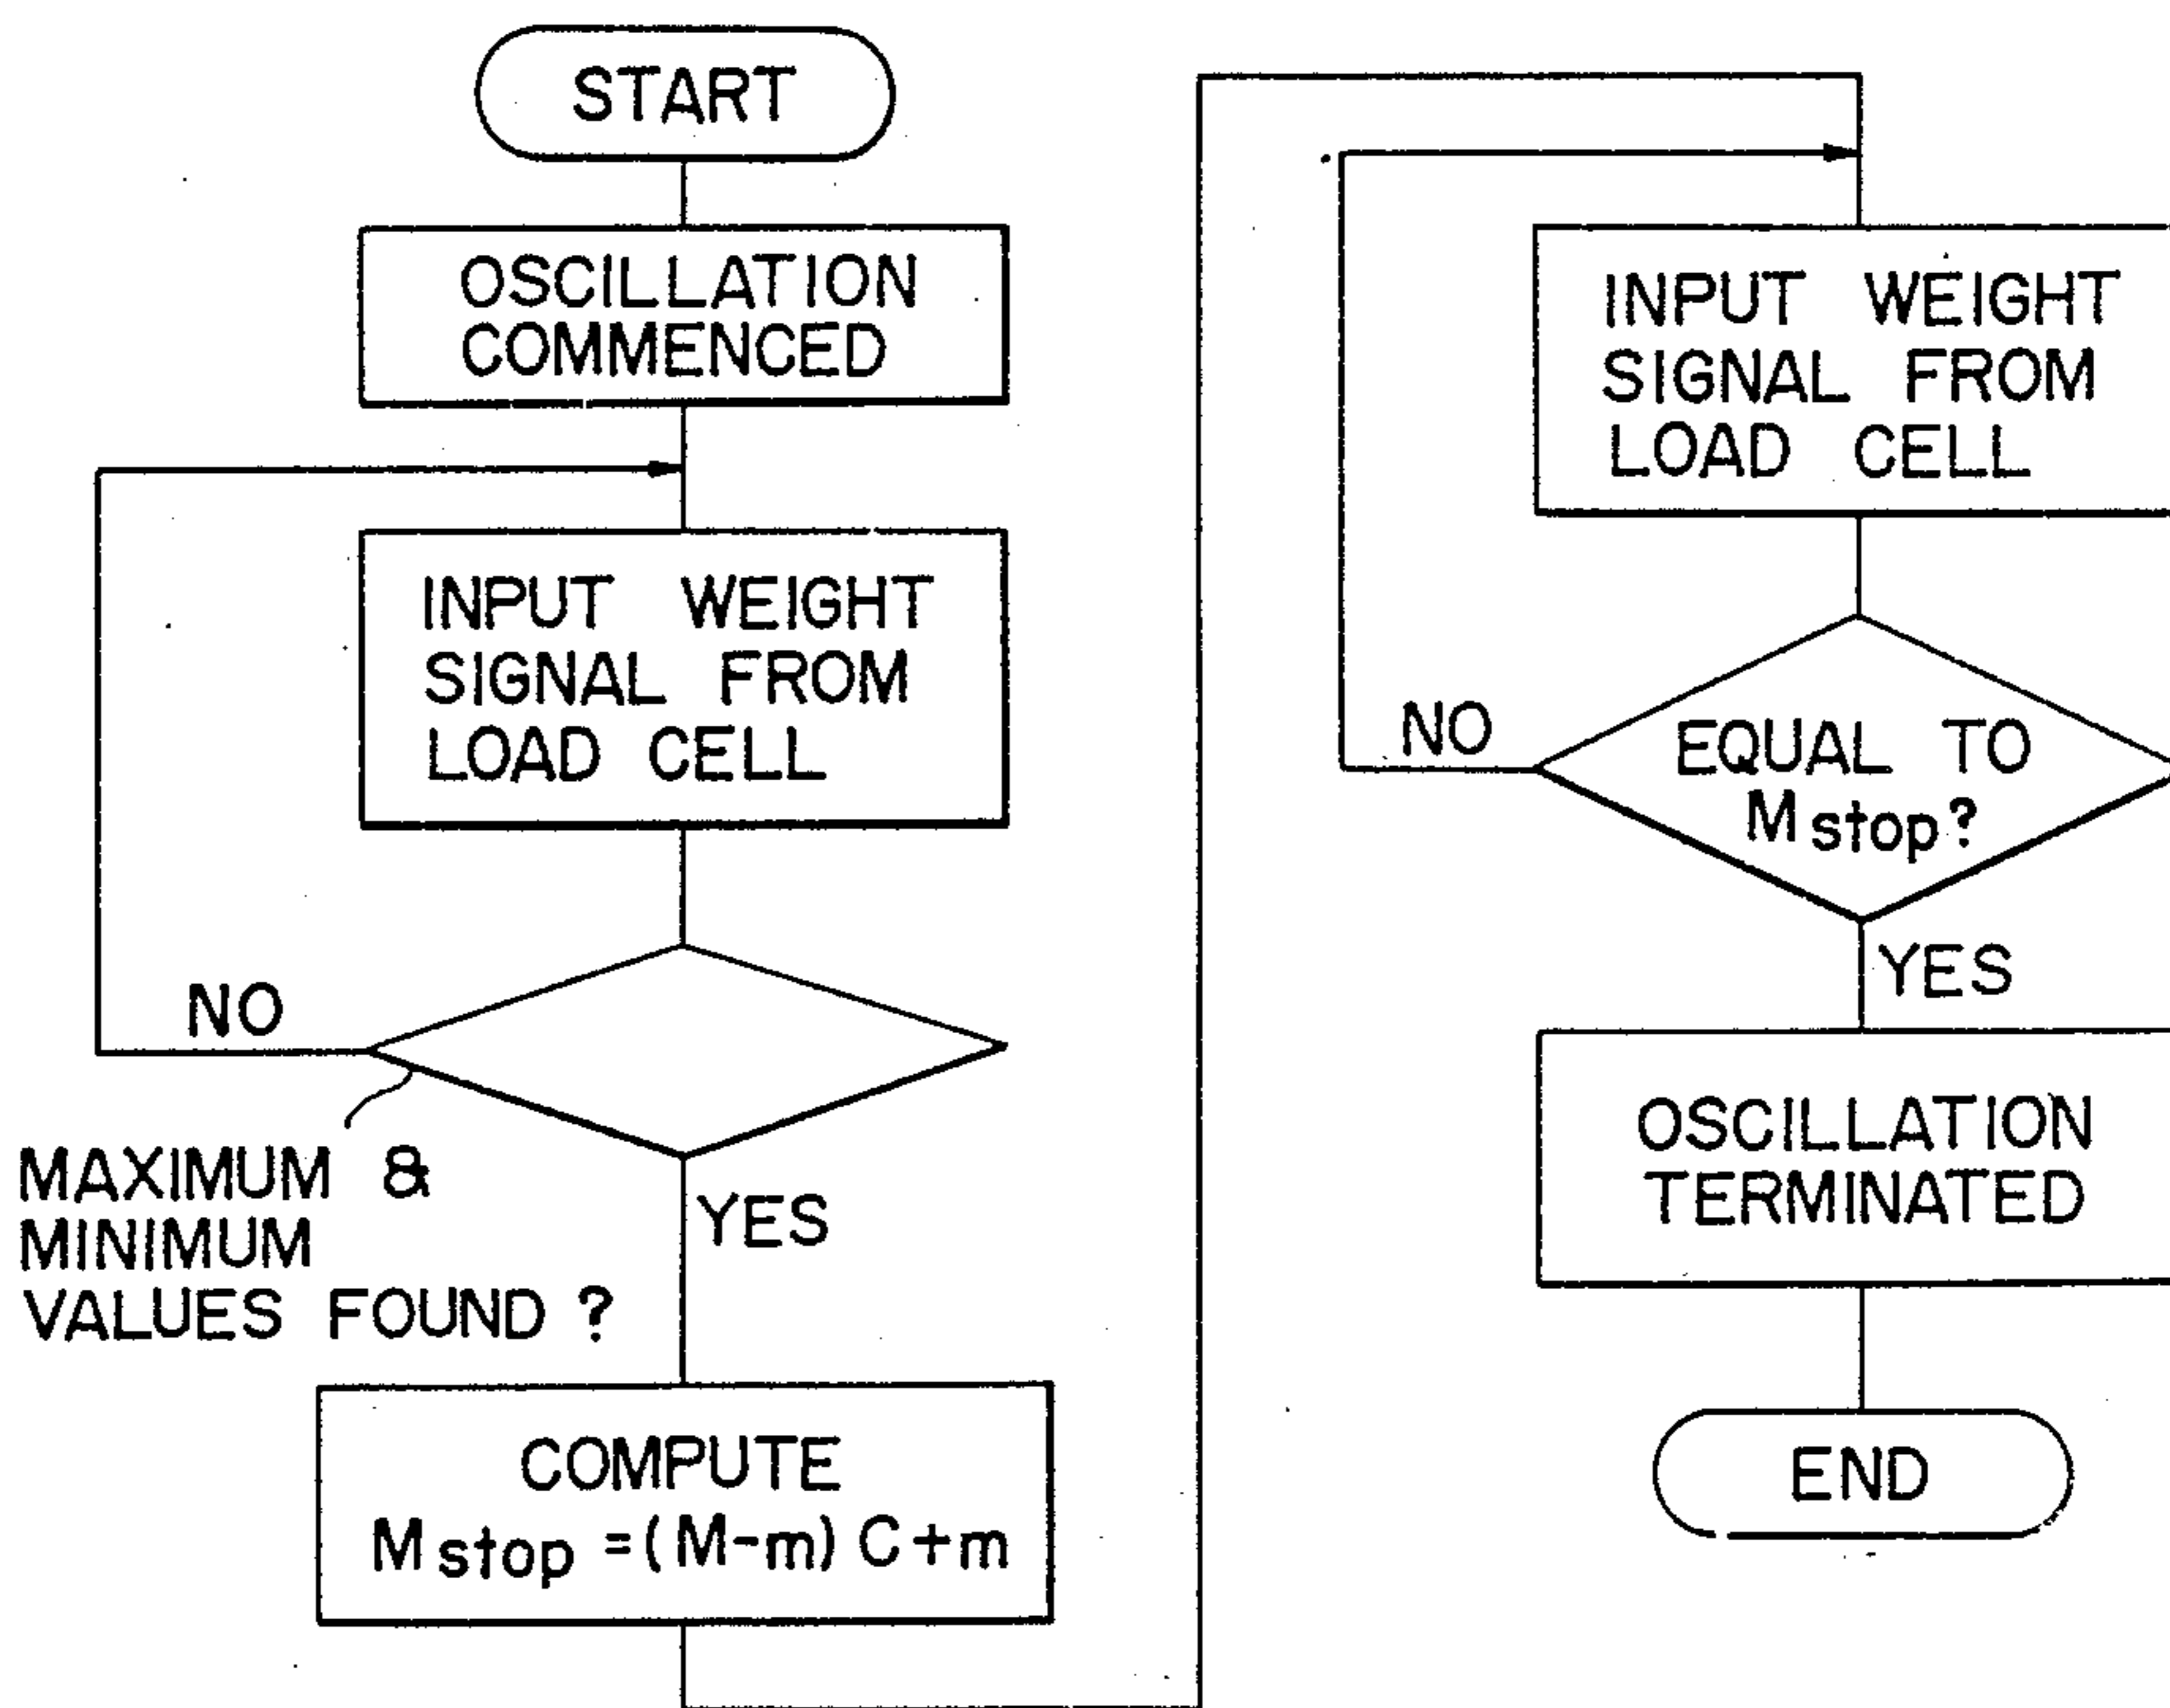 START
OSCILLATION
COMMENCED
INPUT WEIGHT
SIGNAL FROM
LOAD CELL
NO
MAXIMUM &
MINIMUM
VALUES FOUND ?
YES
COMPUTE
Mstop =(M-m) C+m
INPUT WEIGHT
SIGNAL FROM
LOAD CELL
NO
EQUAL TO
Mstop?
YES
OSCILLATION
TERMINATED
END